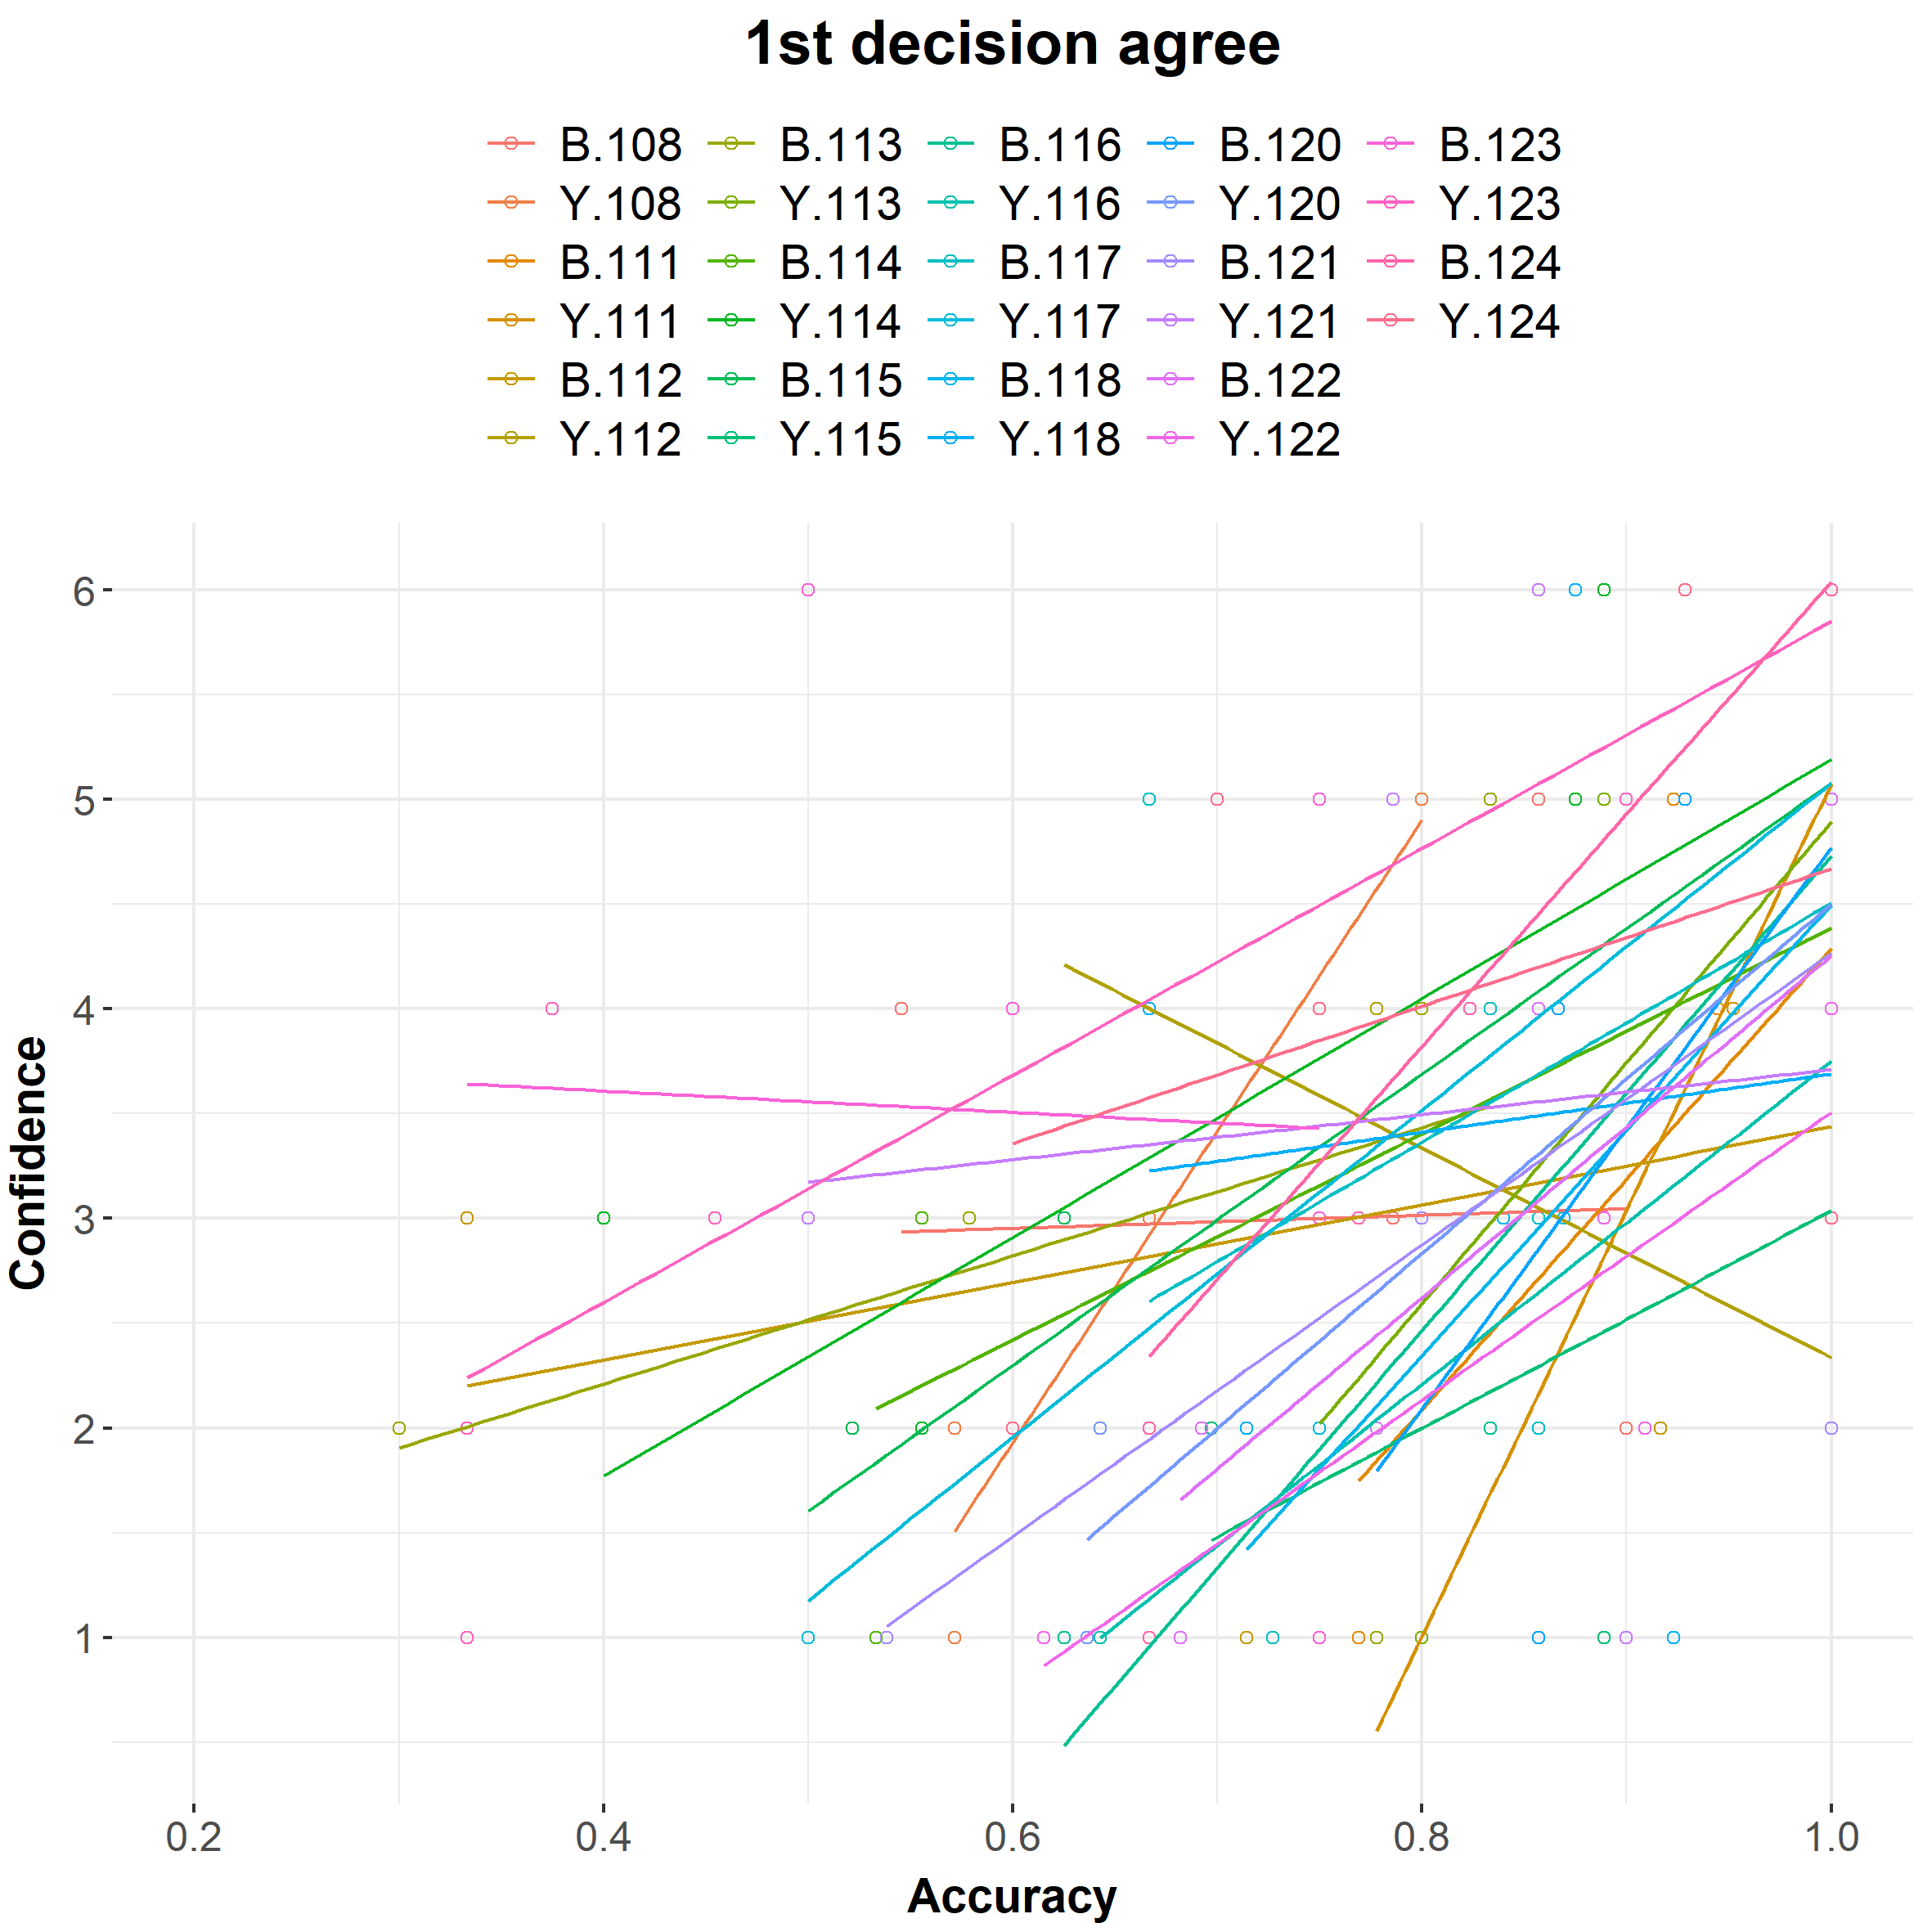 1st decision agree
B.108 B.113 B.116 B.120 B.123
Y.108 Y.113 Y.116 Y.120 Y.123
B.111 B.114 B.117 B.121 B.124
Y.111 Y.114 Y.117 Y.121 Y.124
B.112 B.115 B.118 B.122
Y.112 Y.115 Y.118 Y.122
6
5
4
3
2
1
Confidence
0.2 0.4 0.6 0.8 1.0
Accuracy